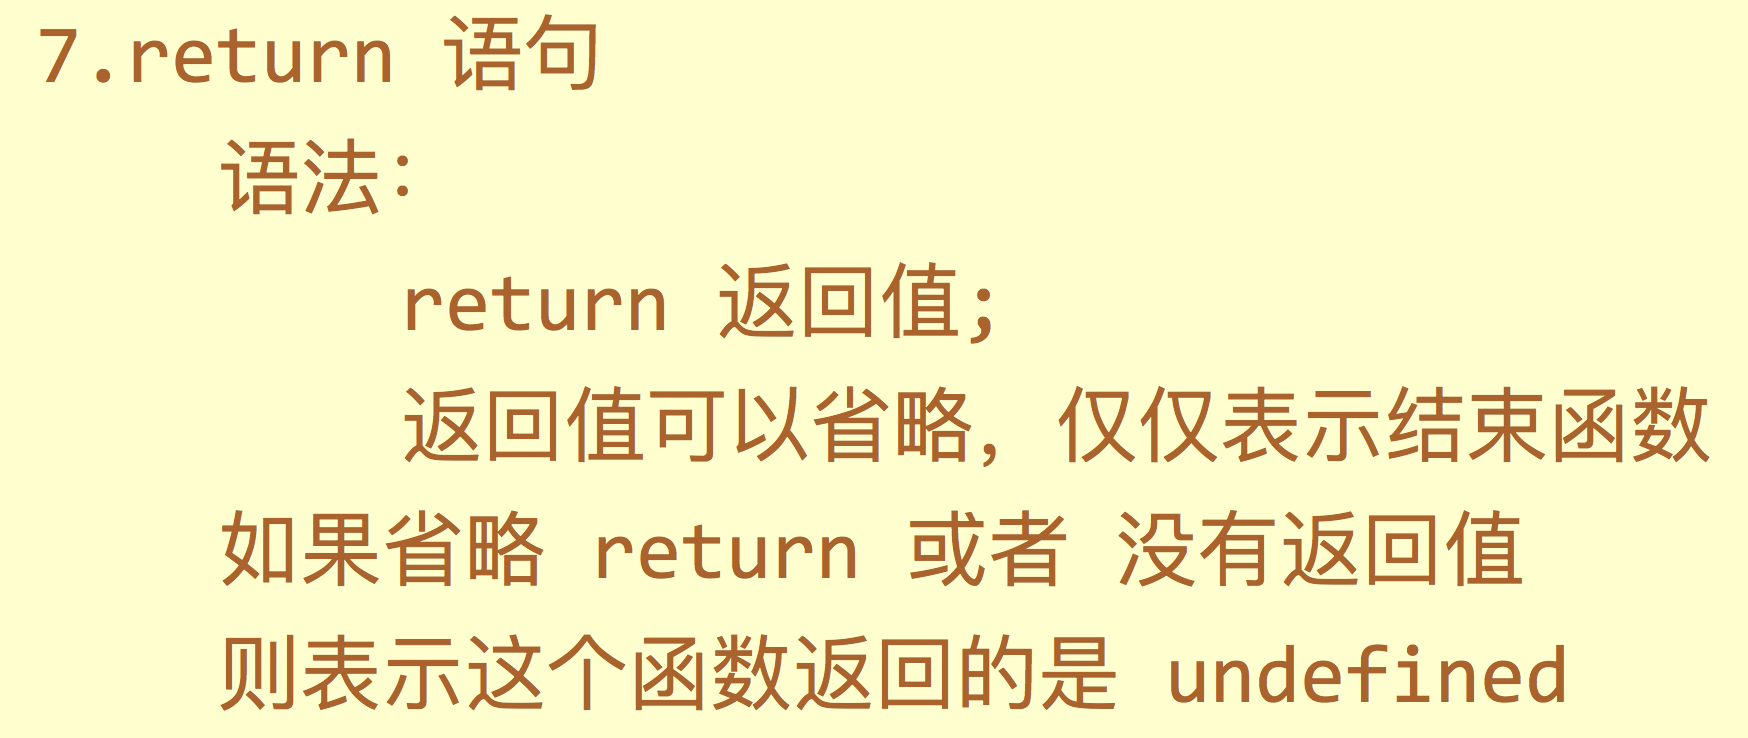 7.return 语句
语法:
return 返回值;
返回值可以省略, 仅仅表示结束函数
如果省略 return 或者 没有返回值
则表示这个函数返回的是 undefined